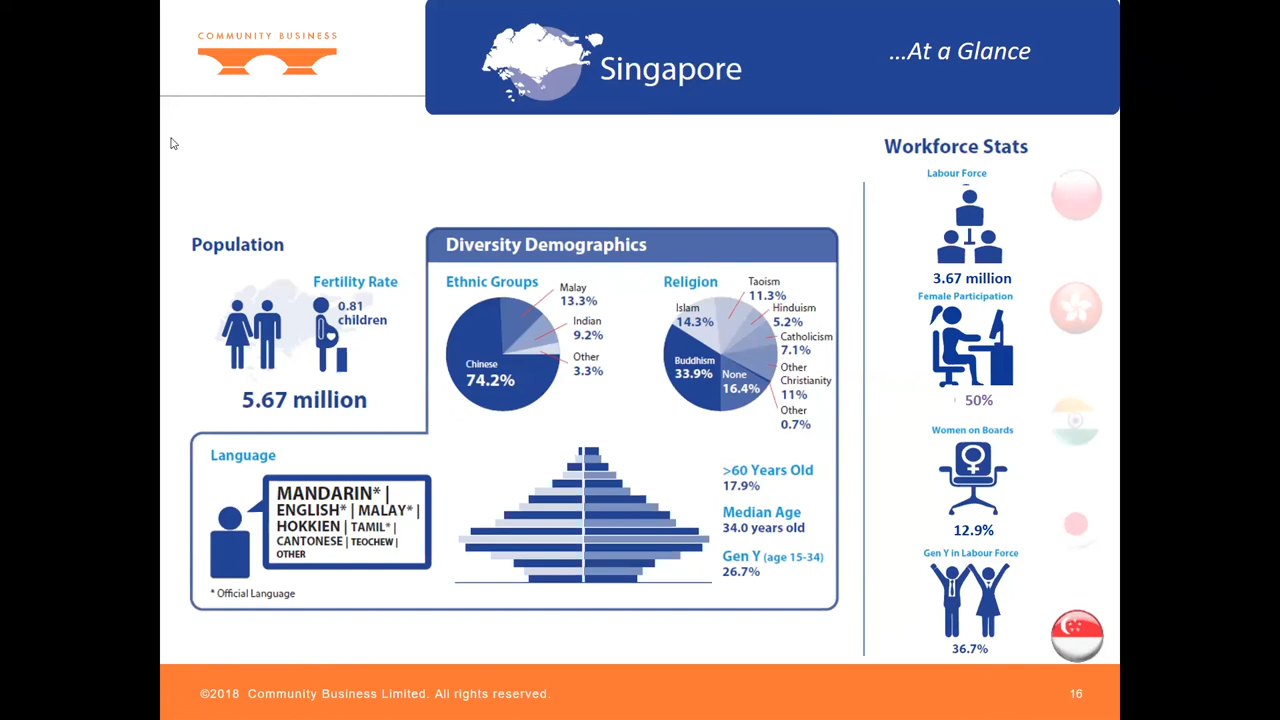 COMMUNITY BUSINESS
Singapore
...At a Glance
Population
Fertility Rate
0.81
children
5.67 million
Diversity Demographics
Ethnic Groups
Malay
13.3%
Indian
9.2%
Other
3.3%
Chinese
74.2%
Religion
Taoism
11.3%
Islam
14.3%
Hinduism
5.2%
Catholicism
7.1%
Buddhism
33.9%
None
16.4%
Other
Christianity
11%
Other
0.7%
Language
MANDARIN* |
ENGLISH* | MALAY* |
HOKKIEN | TAMIL* |
CANTONESE | TEOCHEW |
OTHER
* Official Language
>60 Years Old
17.9%
Median Age
34.0 years old
Gen Y (age 15-34)
26.7%
Workforce Stats
Labour Force
3.67 million
Female Participation
50%
Women on Boards
12.9%
Gen Y in Labour Force
36.7%
©2018 Community Business Limited. All rights reserved.
16